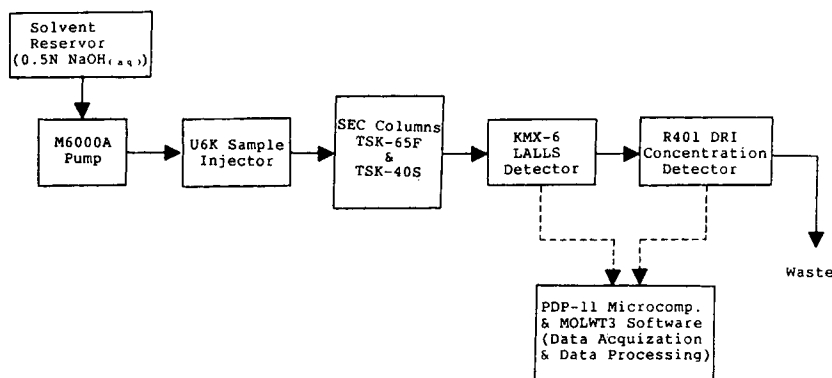 Solvent
Reservor
(0.5N NaOH(aq))
M6000A
Pump
U6K Sample
Injector
SEC Columns
TSK-65F
&
TSK-40S
KMX-6
LALLS
Detector
R401 DRI
Concentration
Detector
Waste
PDP-11 Microcomp.
& MOLWT3 Software
(Data Acquization
& Data Processing)